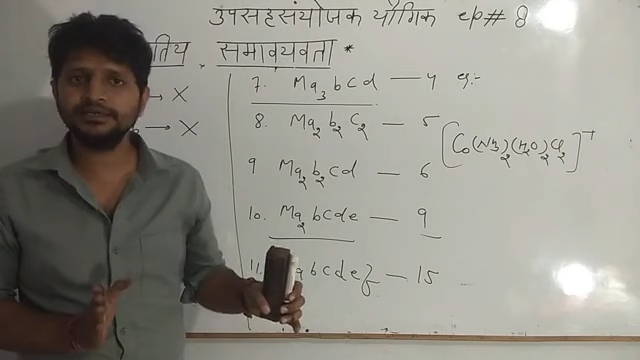 उपसहसंयोजक यौगिक ep# 8
तिय समावयवता *
→ X
→ X
7. Ma₃bcd — 4
8. Ma₂b₂c₂ — 5
[Co(NH₃)₂(H₂O)₂Cl₂]⁺
9 Ma₂b₂cd — 6
10. Ma₂bcde — 9
11. abcdef — 15